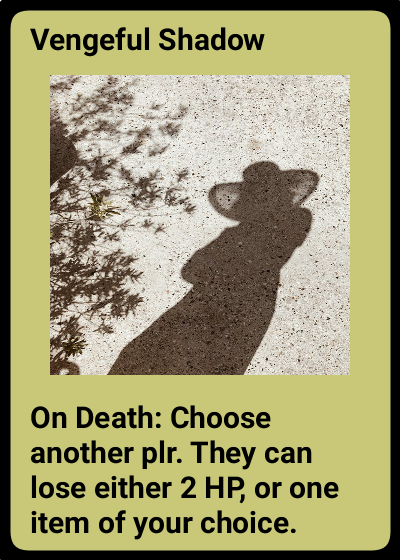 Vengeful Shadow
On Death: Choose
another plr. They can
lose either 2 HP, or one
item of your choice.